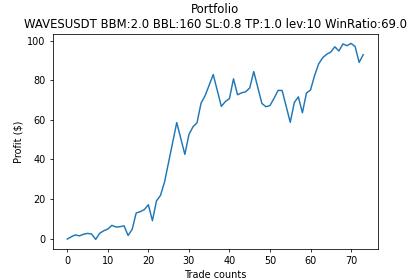 Portfolio
WAVESUSDT BBM:2.0 BBL:160 SL:0.8 TP:1.0 lev:10 WinRatio:69.0
100
80
60
40
20
0
Profit ($)
0 10 20 30 40 50 60 70
Trade counts